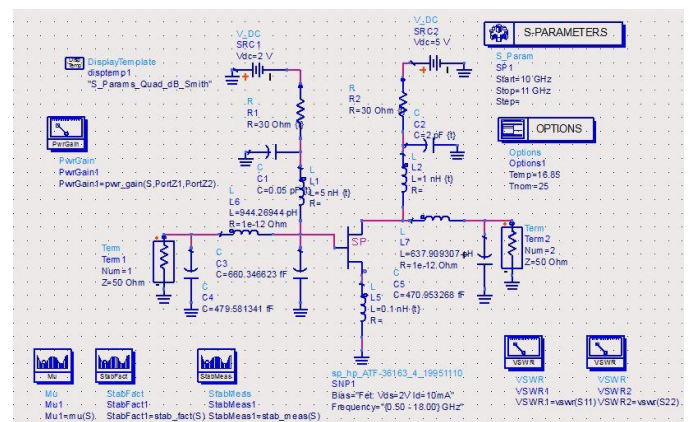 V_DC
SRC1
Vdc=2 V
V_DC
SRC2
Vdc=5 V
S-PARAMETERS
S_Param
SP1
Start=10 GHz
Stop=11 GHz
Step=
Disp
Temp
DisplayTemplate
disptemp1
"S_Params_Quad_dB_Smith"
R
R1
R=30 Ohm {t}
R
R2
R=30 Ohm {t}
PwrGain
PwrGain
PwrGain1
PwrGain1=pwr_gain(S,PortZ1,PortZ2)
C
C1
C=0.05 pF {t}
L
L1
L=5 nH {t}
R=
C
C2
C=2 pF {t}
L
L2
L=1 nH {t}
R=
OPTIONS
Options
Options1
Temp=16.85
Tnom=25
L
L6
L=944.26944 pH
R=1e-12 Ohm
Term
Term1
Num=1
Z=50 Ohm
C
C3
C=660.346623 fF
C
C4
C=479.581341 fF
SP
L
L7
L=637.909307 pH
R=1e-12 Ohm
C
C5
C=470.953268 fF
Term
Term2
Num=2
Z=50 Ohm
L
L5
L=0.1 nH {t}
R=
Mu
Mu
Mu1
Mu1=mu(S)
StabFact
StabFact
StabFact1
StabFact1=stab_fact(S)
StabMeas
StabMeas
StabMeas1
StabMeas1=stab_meas(S)
sp_hp_ATF-36163_4_19951110
SNP1
Bias="Fet: Vds=2V Id=10mA"
Frequency="{0.50 - 18.00} GHz"
VSWR
VSWR
VSWR1
VSWR1=vswr(S11)
VSWR
VSWR
VSWR2
VSWR2=vswr(S22)